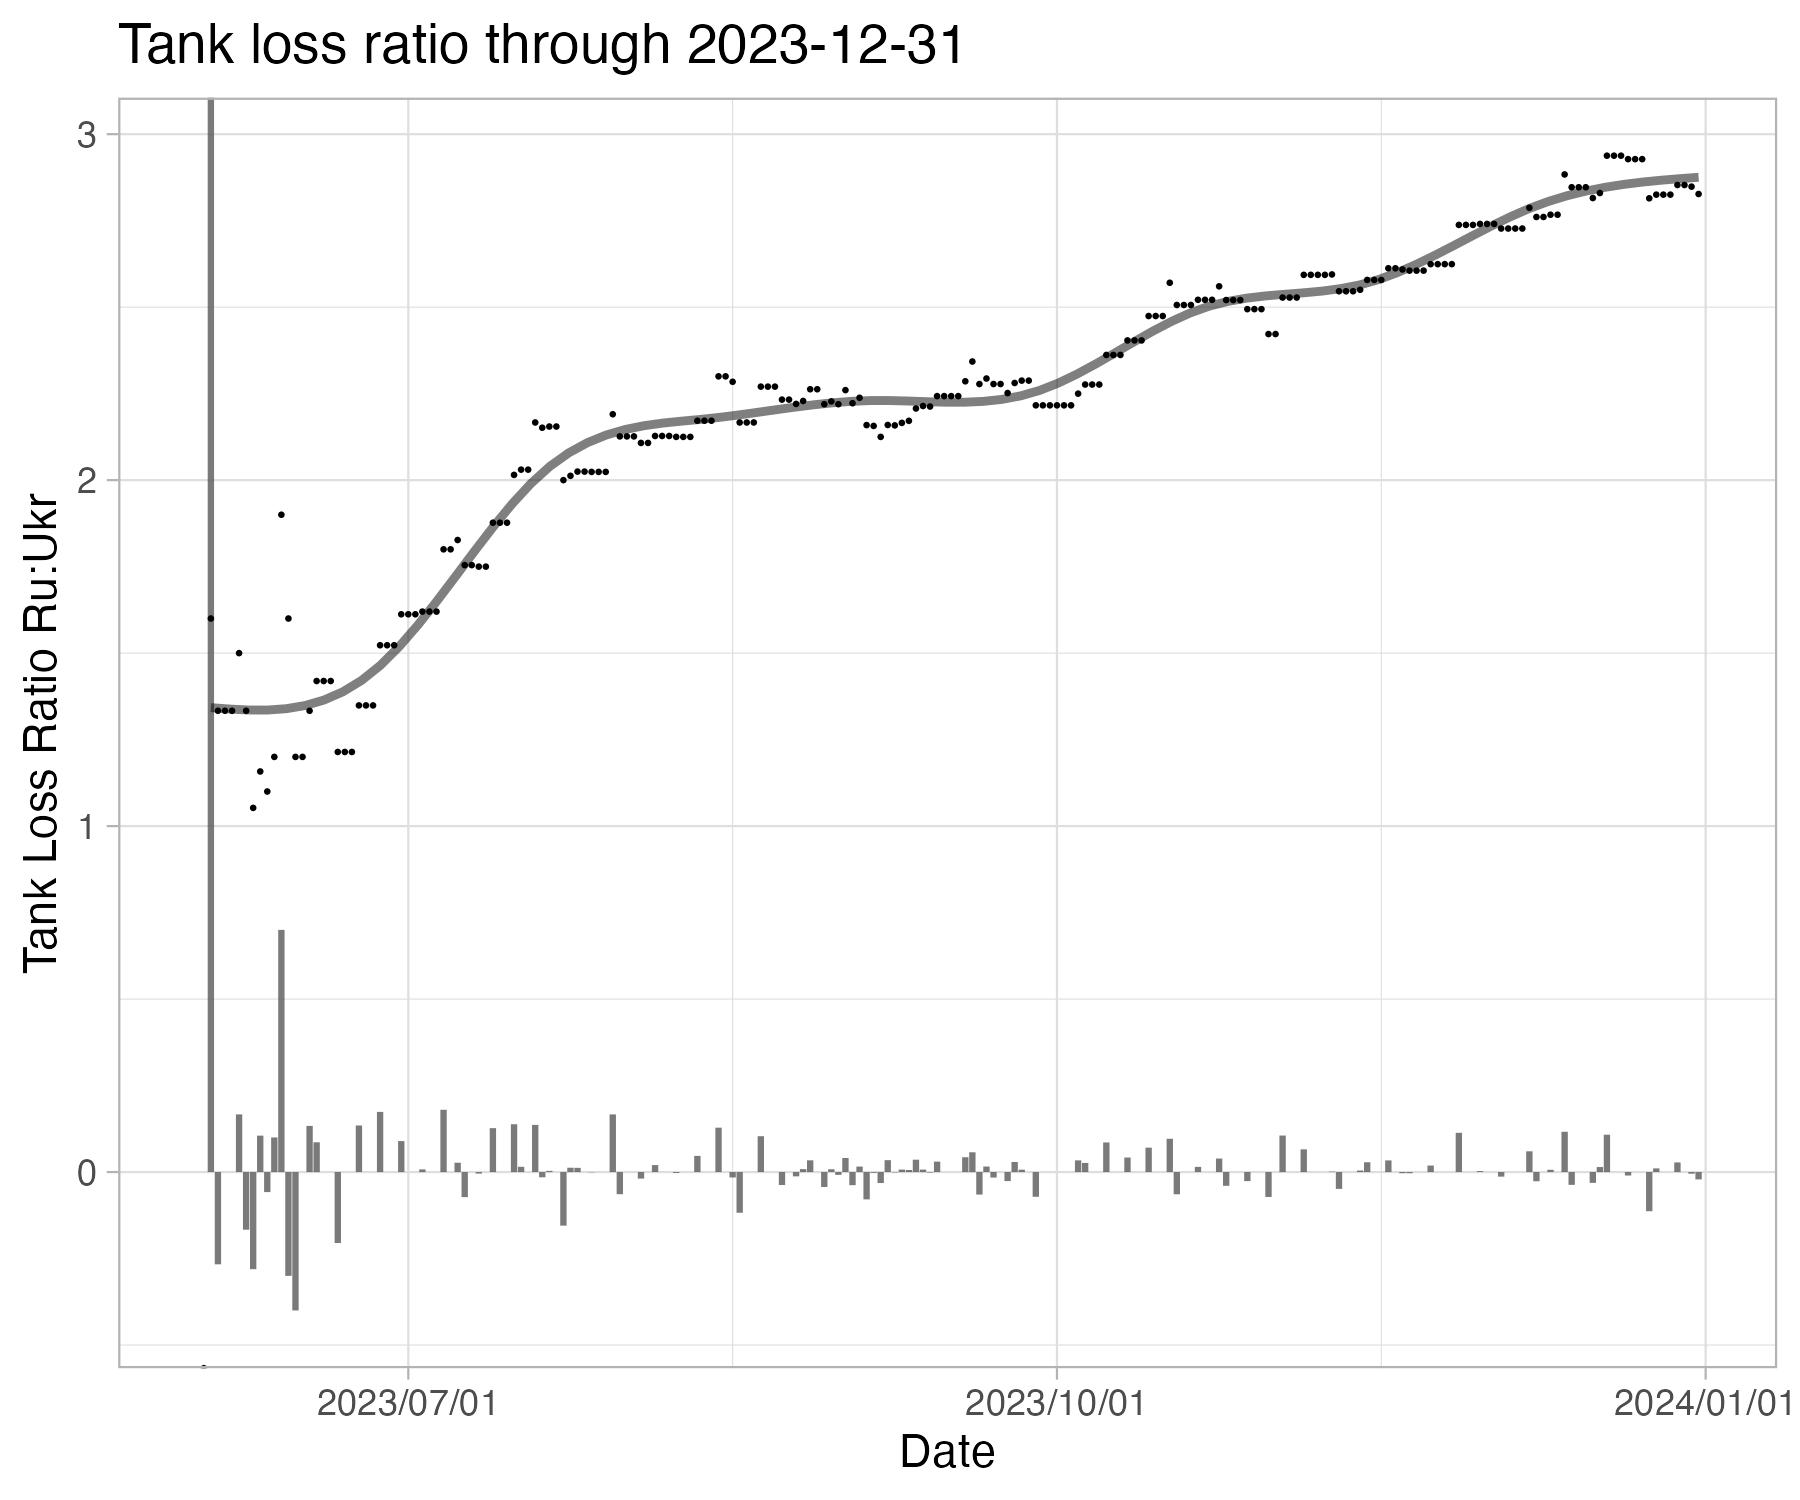 Tank loss ratio through 2023-12-31
Tank Loss Ratio Ru:Ukr
3
2
1
0
2023/07/01
2023/10/01
2024/01/01
Date